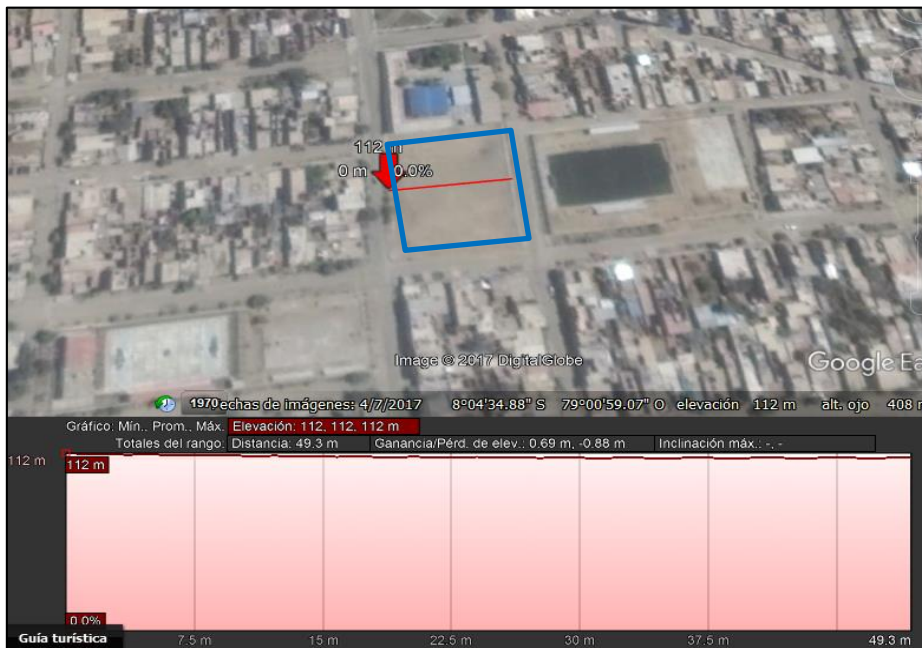 112 m
0 m 0.0%
Image © 2017 DigitalGlobe
Google Ea
1970 echas de imágenes: 4/7/2017 8°04'34.88" S 79°00'59.07" O elevación 112 m alt. ojo 408 m
Gráfico: Mín., Prom., Máx. Elevación: 112, 112, 112 m
Totales del rango: Distancia: 49.3 m Ganancia/Pérd. de elev.: 0.69 m, -0.88 m Inclinación máx.: -, -
112 m
112 m
0.0%
Guía turística 7.5 m 15 m 22.5 m 30 m 37.5 m 49.3 m